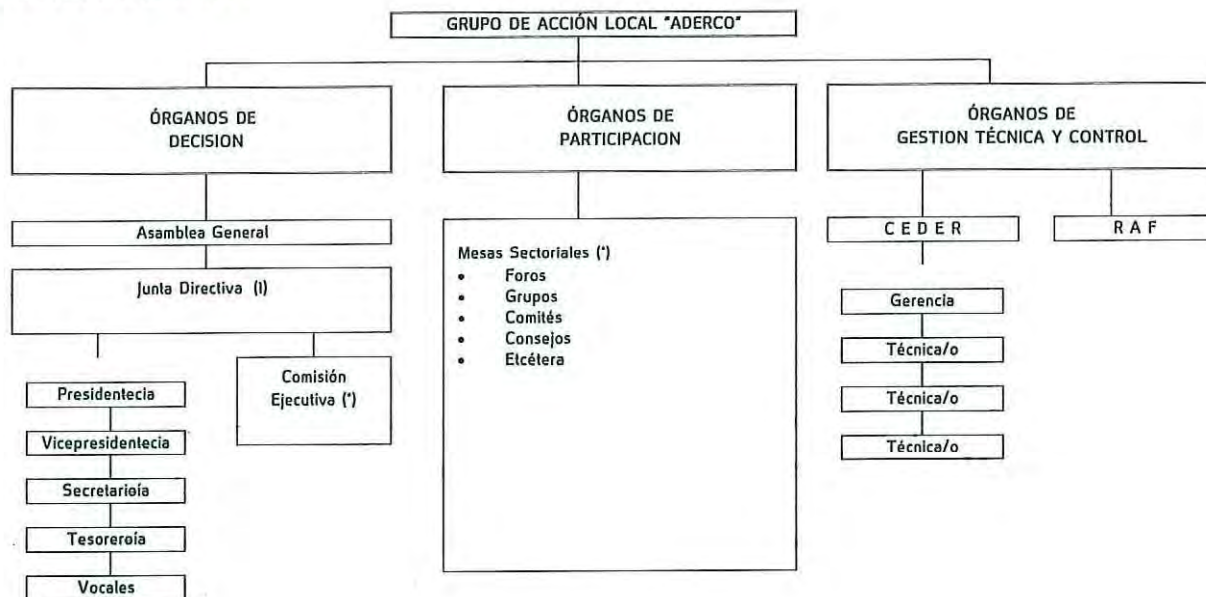 GRUPO DE ACCIÓN LOCAL "ADERCO"
ÓRGANOS DE
DECISION
Asamblea General
Junta Directiva (1)
Presidentecia
Vicepresidentecia
Secretarioía
Tesoreroía
Vocales
Comisión
Ejecutiva (*)
ÓRGANOS DE
PARTICIPACION
Mesas Sectoriales (*)
• Foros
• Grupos
• Comités
• Consejos
• Etcétera
ÓRGANOS DE
GESTION TÉCNICA Y CONTROL
C E D E R
Gerencia
Técnica/o
Técnica/o
Técnica/o
R A F